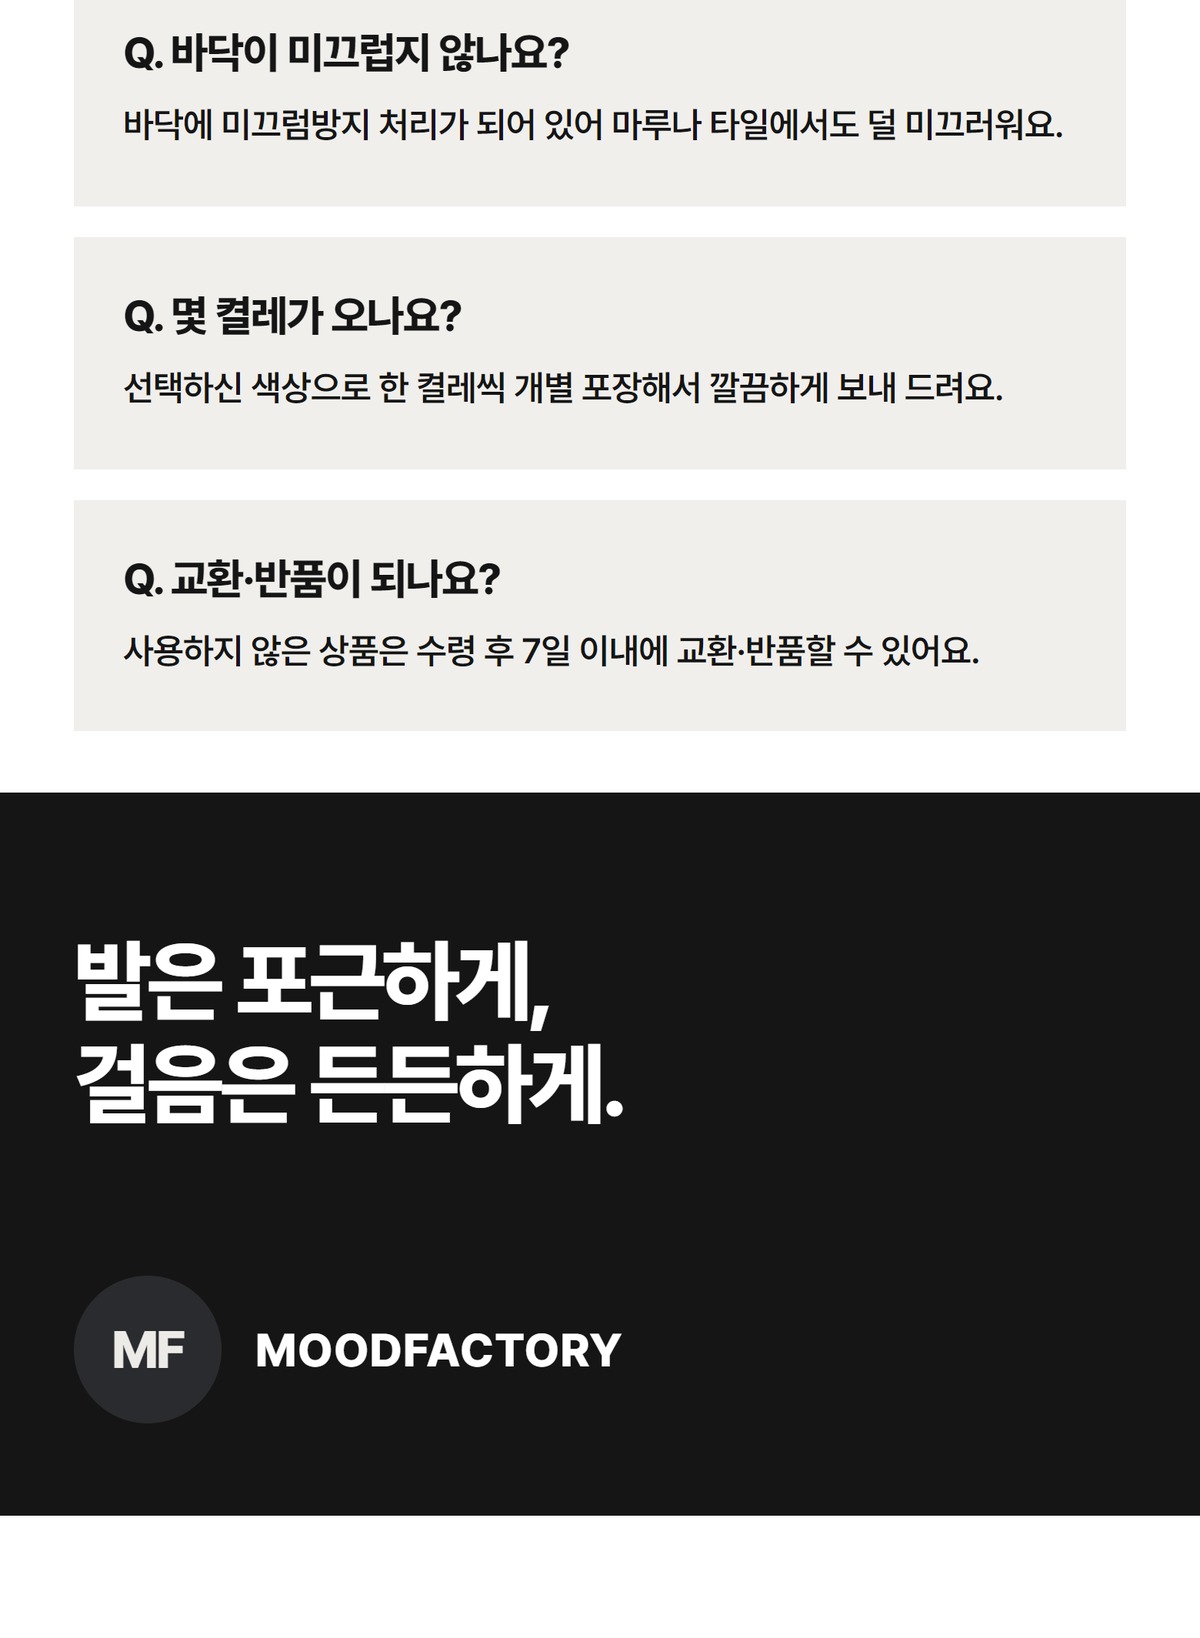 Q. 바닥이 미끄럽지 않나요?
바닥에 미끄럼방지 처리가 되어 있어 마루나 타일에서도 덜 미끄러워요.
Q. 몇 켤레가 오나요?
선택하신 색상으로 한 켤레씩 개별 포장해서 깔끔하게 보내 드려요.
Q. 교환·반품이 되나요?
사용하지 않은 상품은 수령 후 7일 이내에 교환·반품할 수 있어요.
발은 포근하게,
걸음은 든든하게.
MF
MOODFACTORY